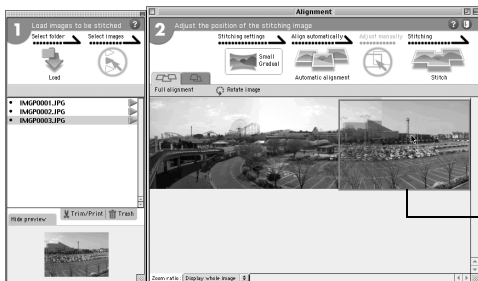 1
Load images to be stitched
?
Select folder
Select images
Load
• IMGP0001.JPG
• IMGP0002.JPG
• IMGP0003.JPG
Hide preview
Trim/Print
Trash
Alignment
2
Adjust the position of the stitching image
?
Stitching settings
Align automatically
Adjust manually
Stitching
Small
Gradual
Automatic alignment
Stitch
Full alignment
Rotate image
Zoom ratio: Display whole image